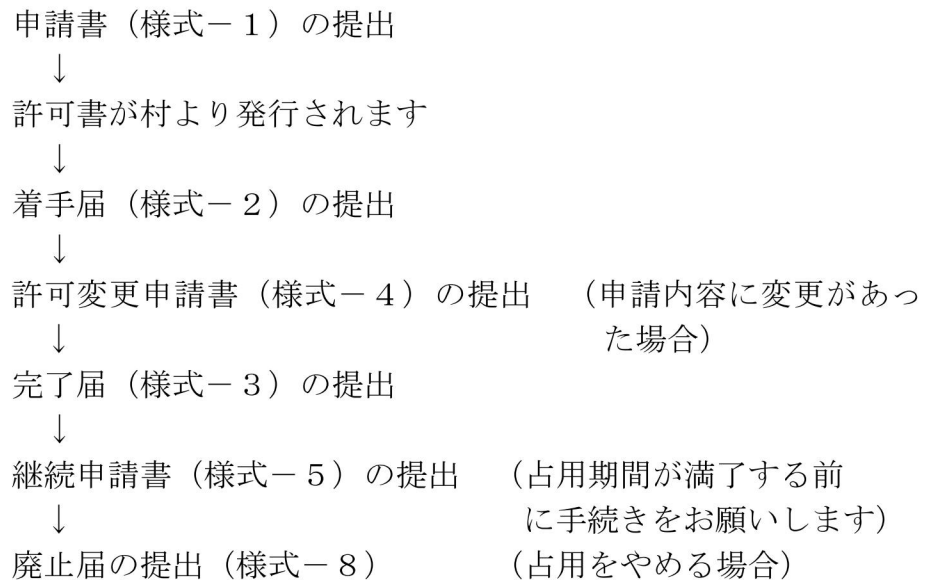 申請書（様式－１）の提出
↓
許可書が村より発行されます
↓
着手届（様式－２）の提出
↓
許可変更申請書（様式－４）の提出　（申請内容に変更があっ
↓　た場合）
完了届（様式－３）の提出
↓
継続申請書（様式－５）の提出　（占用期間が満了する前
↓　に手続きをお願いします）
廃止届の提出（様式－８）　（占用をやめる場合）